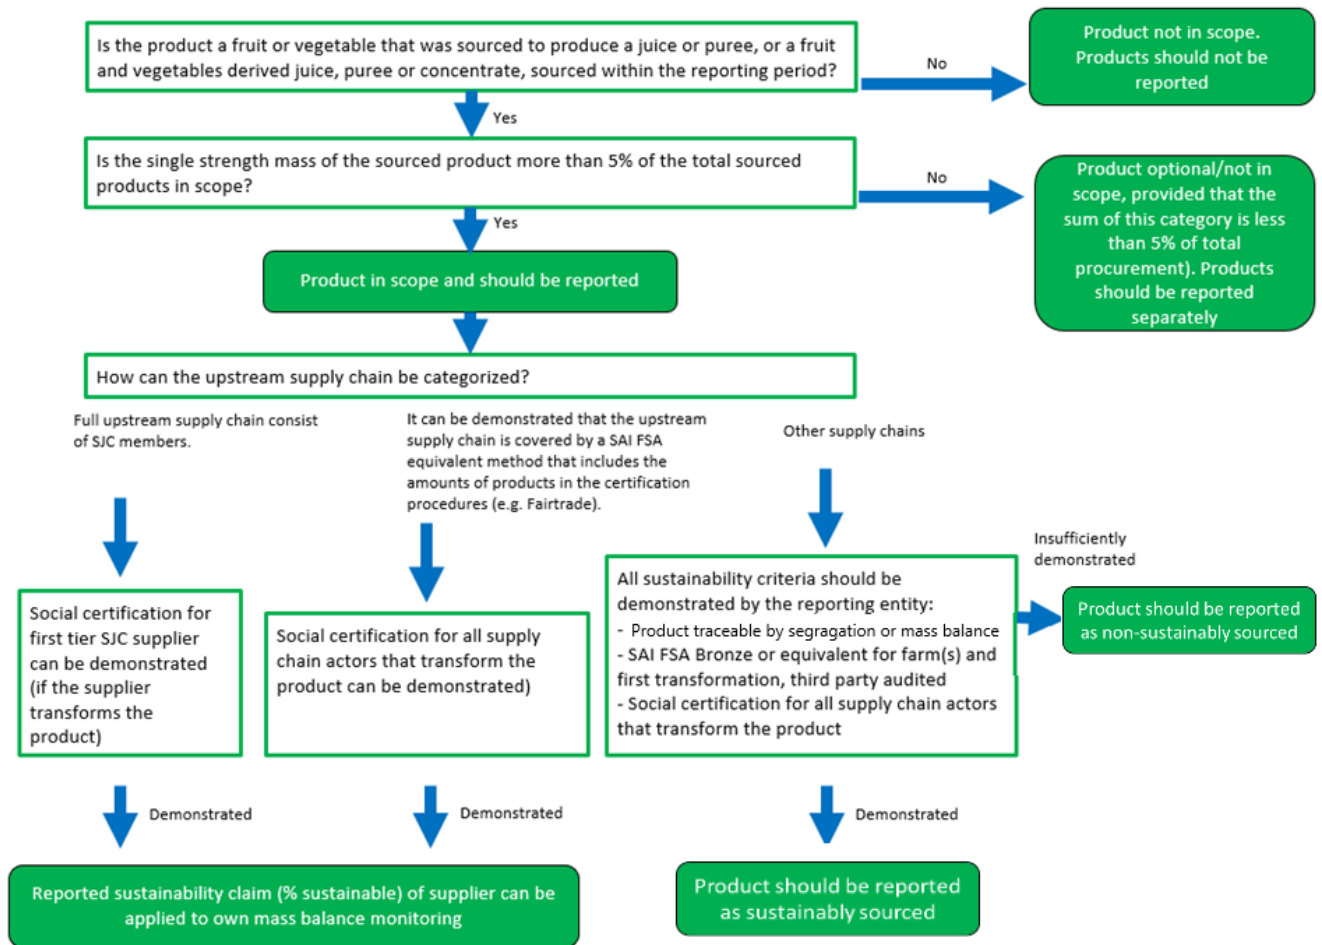 Is the product a fruit or vegetable that was sourced to produce a juice or puree, or a fruit
and vegetables derived juice, puree or concentrate, sourced within the reporting period?
No
Product not in scope.
Products should not be
reported
Yes
Is the single strength mass of the sourced product more than 5% of the total sourced
products in scope?
No
Product optional/not in
scope, provided that the
sum of this category is less
than 5% of total
procurement). Products
should be reported
separately
Yes
Product in scope and should be reported
How can the upstream supply chain be categorized?
Full upstream supply chain consist
of SJC members.
It can be demonstrated that the upstream
supply chain is covered by a SAI FSA
equivalent method that includes the
amounts of products in the certification
procedures (e.g. Fairtrade).
Other supply chains
Social certification for
first tier SJC supplier
can be demonstrated
(if the supplier
transforms the
product)
Social certification for all supply
chain actors that transform the
product can be demonstrated)
All sustainability criteria should be
demonstrated by the reporting entity:
- Product traceable by segragation or mass balance
- SAI FSA Bronze or equivalent for farm(s) and
first transformation, third party audited
- Social certification for all supply chain actors
that transform the product
Insufficiently
demonstrated
Product should be reported
as non-sustainably sourced
Demonstrated
Demonstrated
Demonstrated
Reported sustainability claim (% sustainable) of supplier can be
applied to own mass balance monitoring
Product should be reported
as sustainably sourced